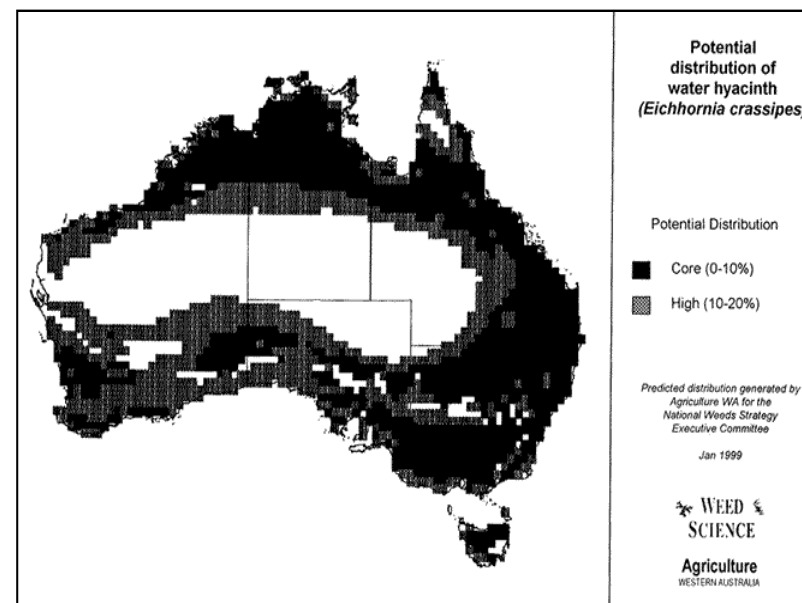 Potential
distribution of
water hyacinth
(Eichhornia crassipes)
Potential Distribution
Core (0-10%)
High (10-20%)
Predicted distribution generated by
Agriculture WA for the
National Weeds Strategy
Executive Committee
Jan 1999
WEED
SCIENCE
Agriculture
WESTERN AUSTRALIA